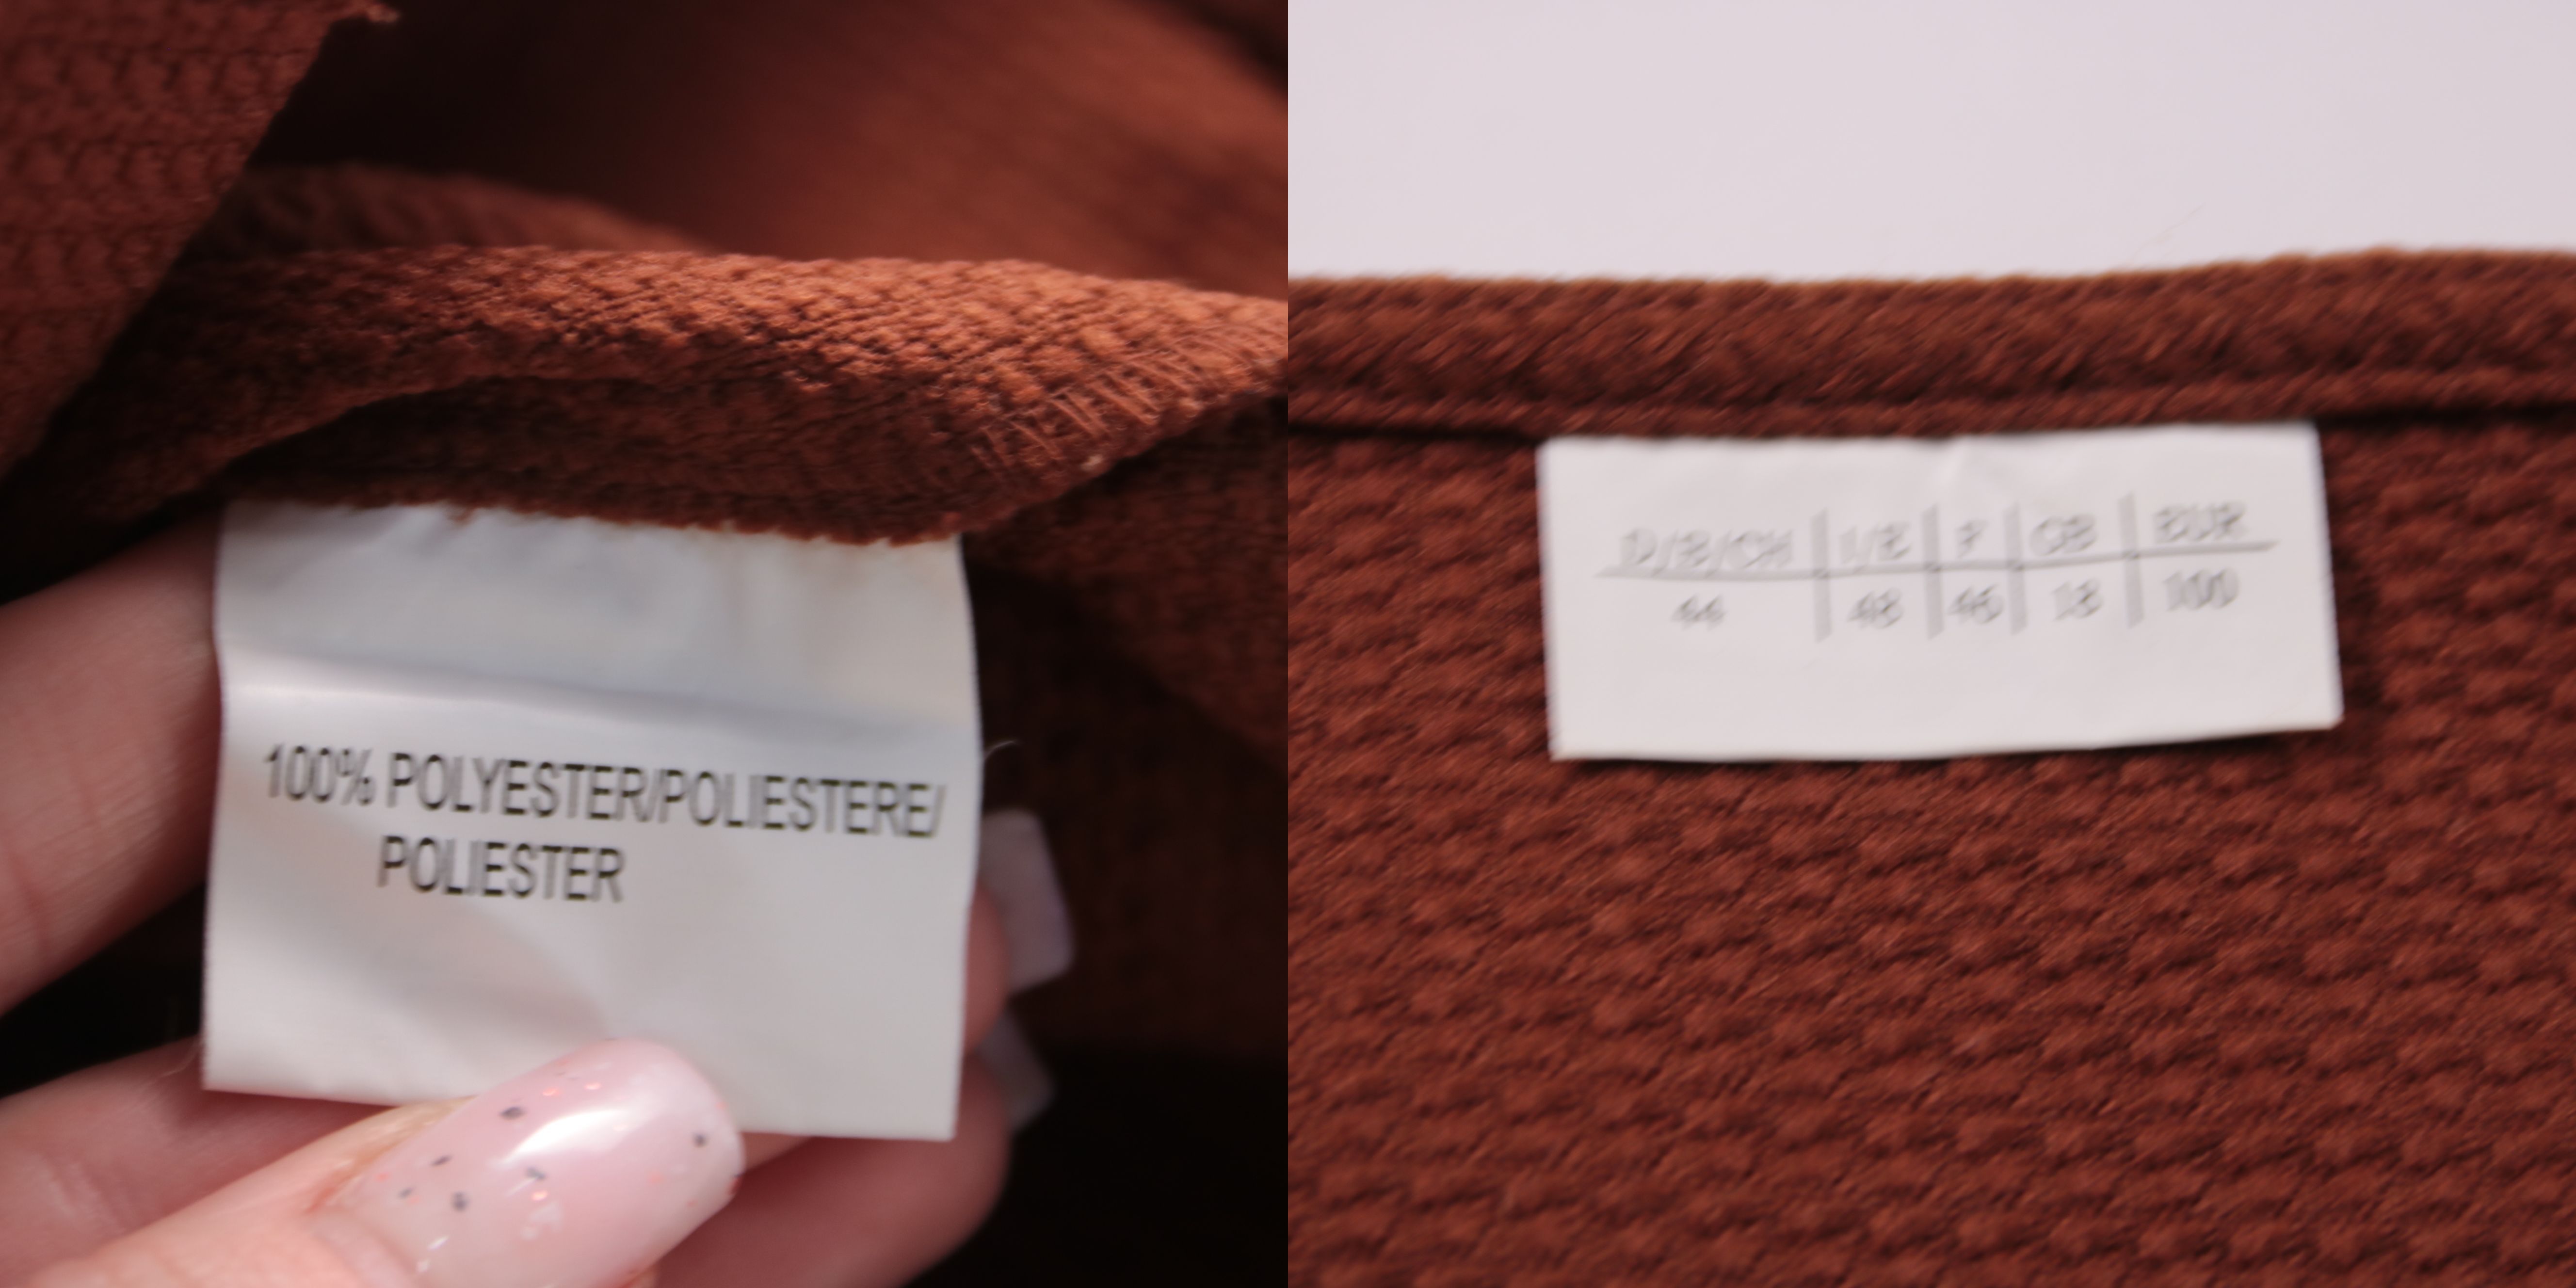 100% POLYESTER/POLIESTERE/
POLIESTER
D/B/CH I/E F GB EUR
44 48 46 18 100